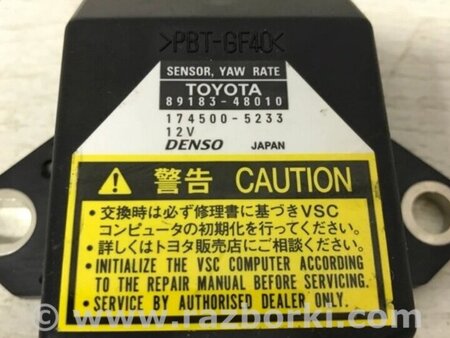 >PBT-GF40<
SENSOR, YAW RATE
TOYOTA
89183-48010
174500-5233
12V
DENSO JAPAN
警告 CAUTION
・交換時は必ず修理書に基づきVSC
コンピュータの初期化を行ってください。
・詳しくはトヨタ販売店にご相談ください。
・INITIALIZE THE VSC COMPUTER ACCORDING
TO THE REPAIR MANUAL BEFORE SERVICING.
・SERVICE BY AUTHORISED DEALER ONLY.
www.razborki.com